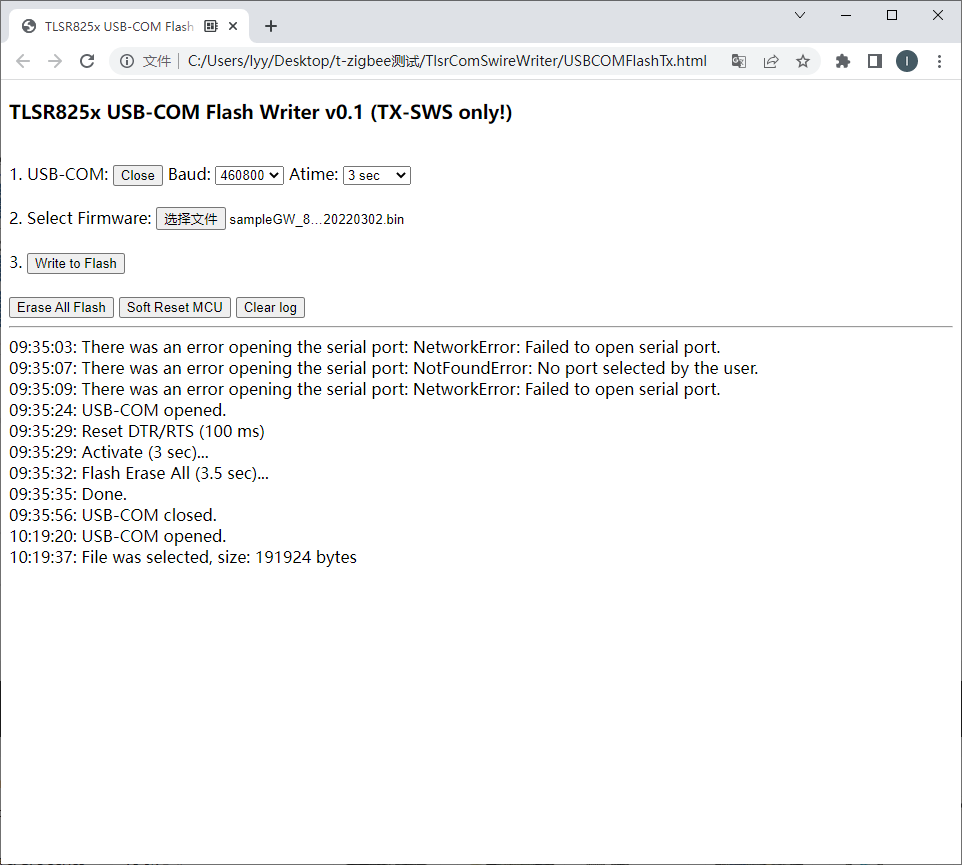 TLSR825x USB-COM Flash
文件 C:/Users/lyy/Desktop/t-zigbee测试/TlsrComSwireWriter/USBCOMFlashTx.html
TLSR825x USB-COM Flash Writer v0.1 (TX-SWS only!)
1. USB-COM: Close Baud: 460800 Atime: 3 sec
2. Select Firmware: 选择文件 sampleGW_8...20220302.bin
3. Write to Flash
Erase All Flash Soft Reset MCU Clear log
09:35:03: There was an error opening the serial port: NetworkError: Failed to open serial port.
09:35:07: There was an error opening the serial port: NotFoundError: No port selected by the user.
09:35:09: There was an error opening the serial port: NetworkError: Failed to open serial port.
09:35:24: USB-COM opened.
09:35:29: Reset DTR/RTS (100 ms)
09:35:29: Activate (3 sec)...
09:35:32: Flash Erase All (3.5 sec)...
09:35:35: Done.
09:35:56: USB-COM closed.
10:19:20: USB-COM opened.
10:19:37: File was selected, size: 191924 bytes